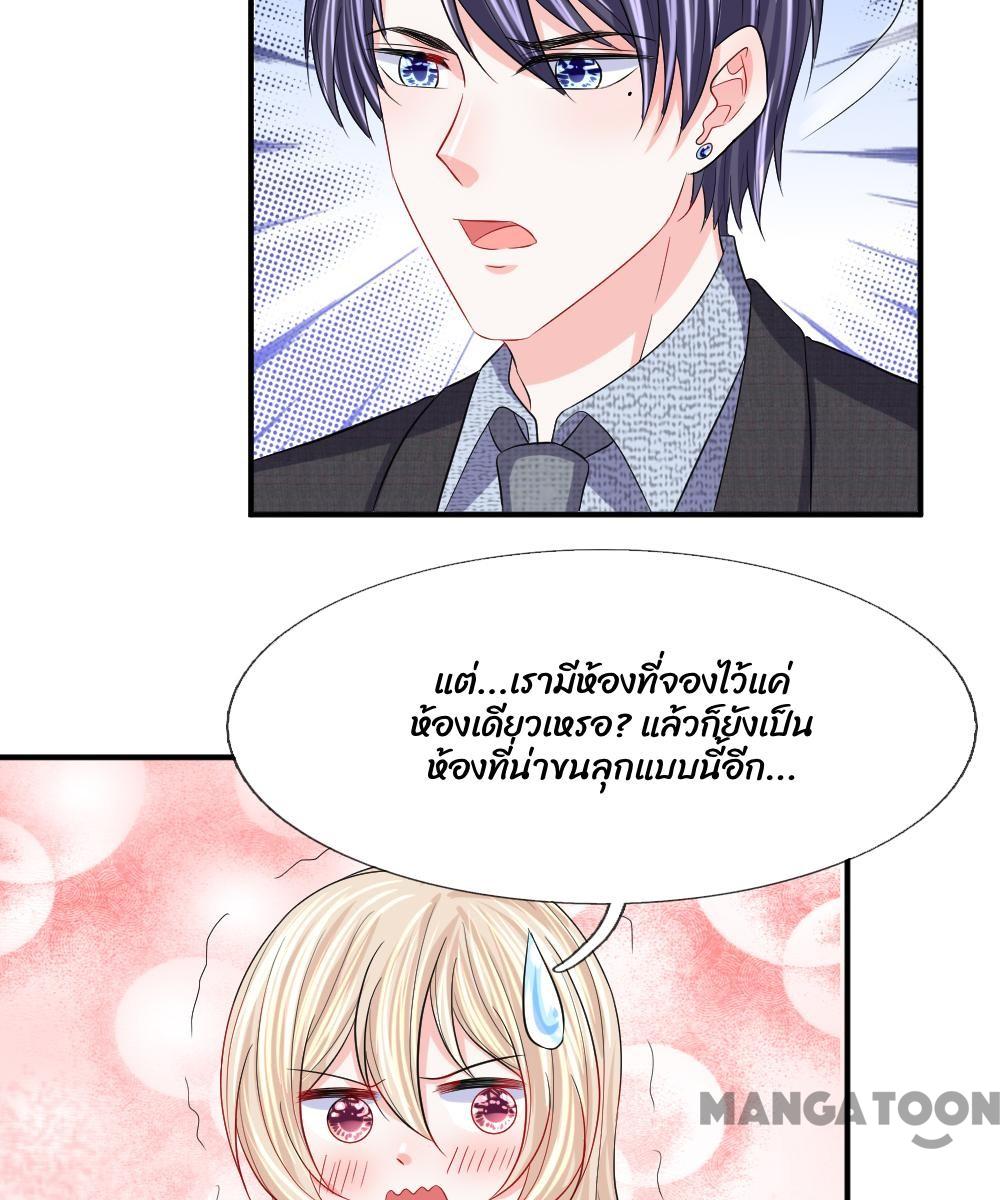 แต่...เรามีห้องที่จองไว้แค่
ห้องเดียวเหรอ? แล้วก็ยังเป็น
ห้องที่น่าขนลุกแบบนี้อีก...
MANGATOON